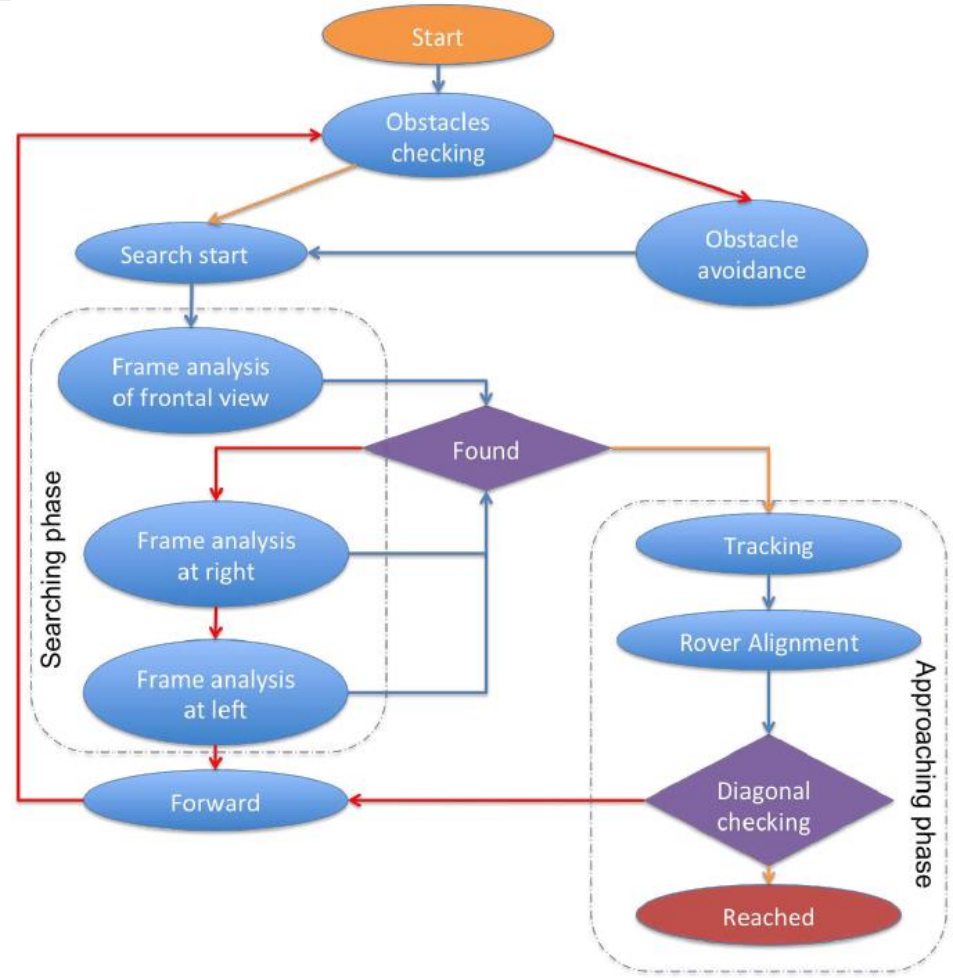 Start
Obstacles
checking
Search start
Obstacle
avoidance
Frame analysis
of frontal view
Found
Searching phase
Frame analysis
at right
Tracking
Rover Alignment
Frame analysis
at left
Approaching phase
Forward
Diagonal
checking
Reached